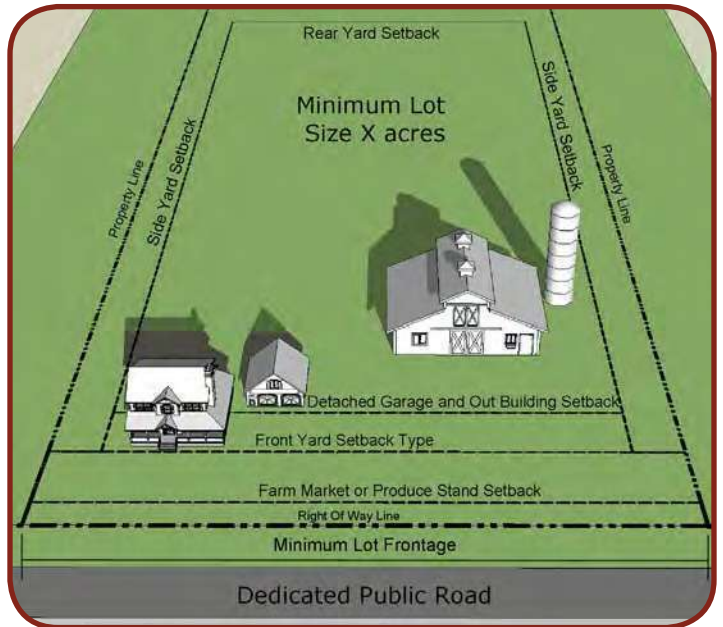 Rear Yard Setback
Minimum Lot
Size X acres
Side Yard Setback
Property Line
Side Yard Setback
Property Line
Detached Garage and Out Building Setback
Front Yard Setback Type
Farm Market or Produce Stand Setback
Right Of Way Line
Minimum Lot Frontage
Dedicated Public Road